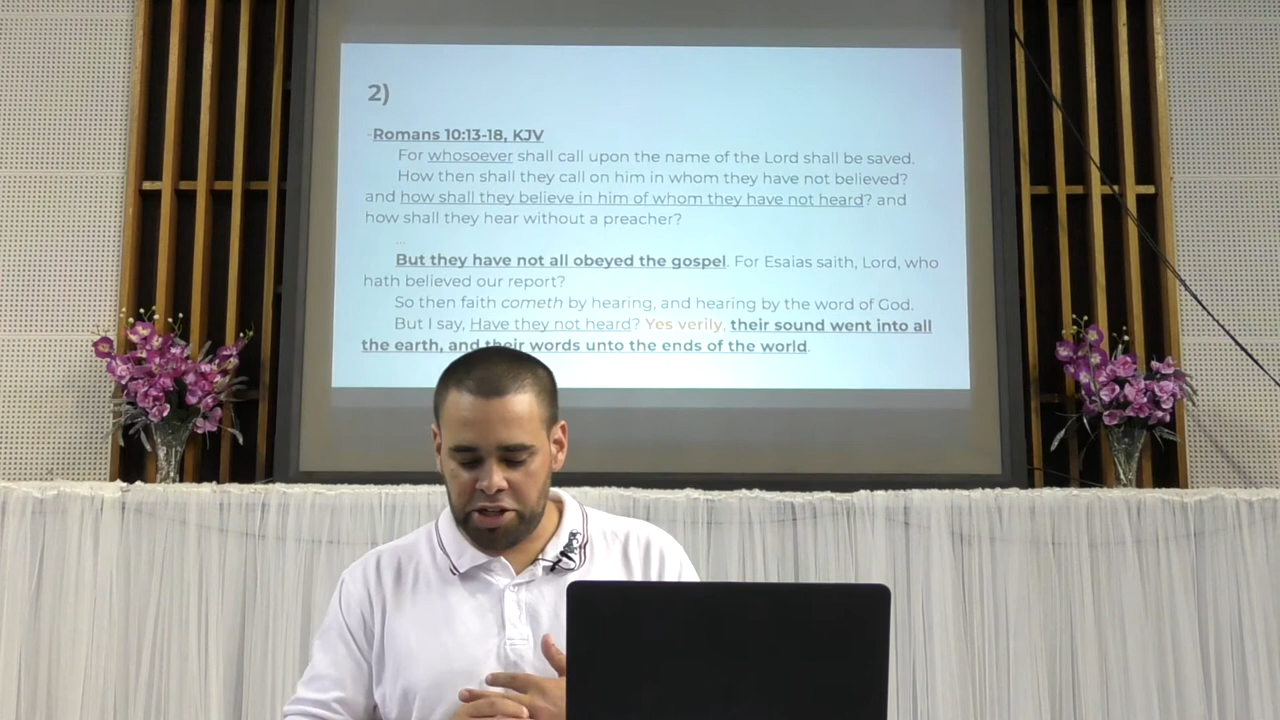 2)
-Romans 10:13-18, KJV
For whosoever shall call upon the name of the Lord shall be saved.
How then shall they call on him in whom they have not believed?
and how shall they believe in him of whom they have not heard? and
how shall they hear without a preacher?
...
But they have not all obeyed the gospel. For Esaias saith, Lord, who
hath believed our report?
So then faith cometh by hearing, and hearing by the word of God.
But I say, Have they not heard? Yes verily, their sound went into all
the earth, and their words unto the ends of the world.